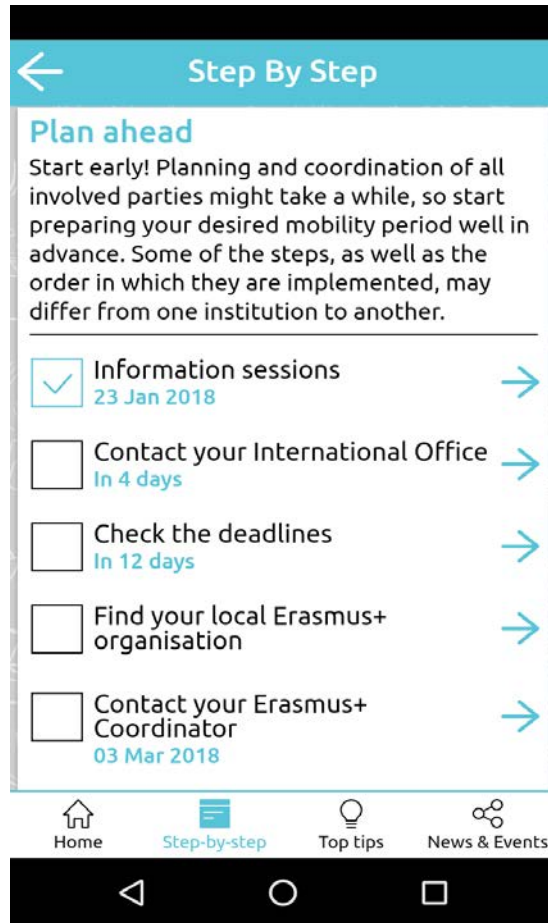 Step By Step
Plan ahead
Start early! Planning and coordination of all
involved parties might take a while, so start
preparing your desired mobility period well in
advance. Some of the steps, as well as the
order in which they are implemented, may
differ from one institution to another.
Information sessions
23 Jan 2018
Contact your International Office
In 4 days
Check the deadlines
In 12 days
Find your local Erasmus+
organisation
Contact your Erasmus+
Coordinator
03 Mar 2018
Home
Step-by-step
Top tips
News & Events